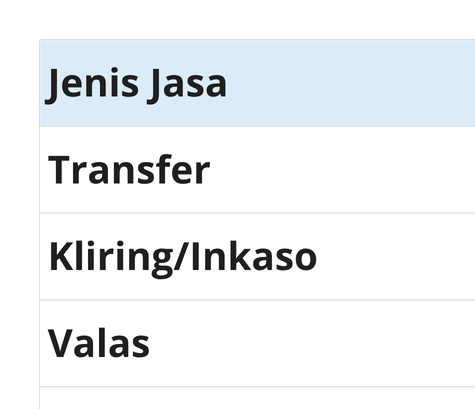 Jenis Jasa
Transfer
Kliring/Inkaso
Valas